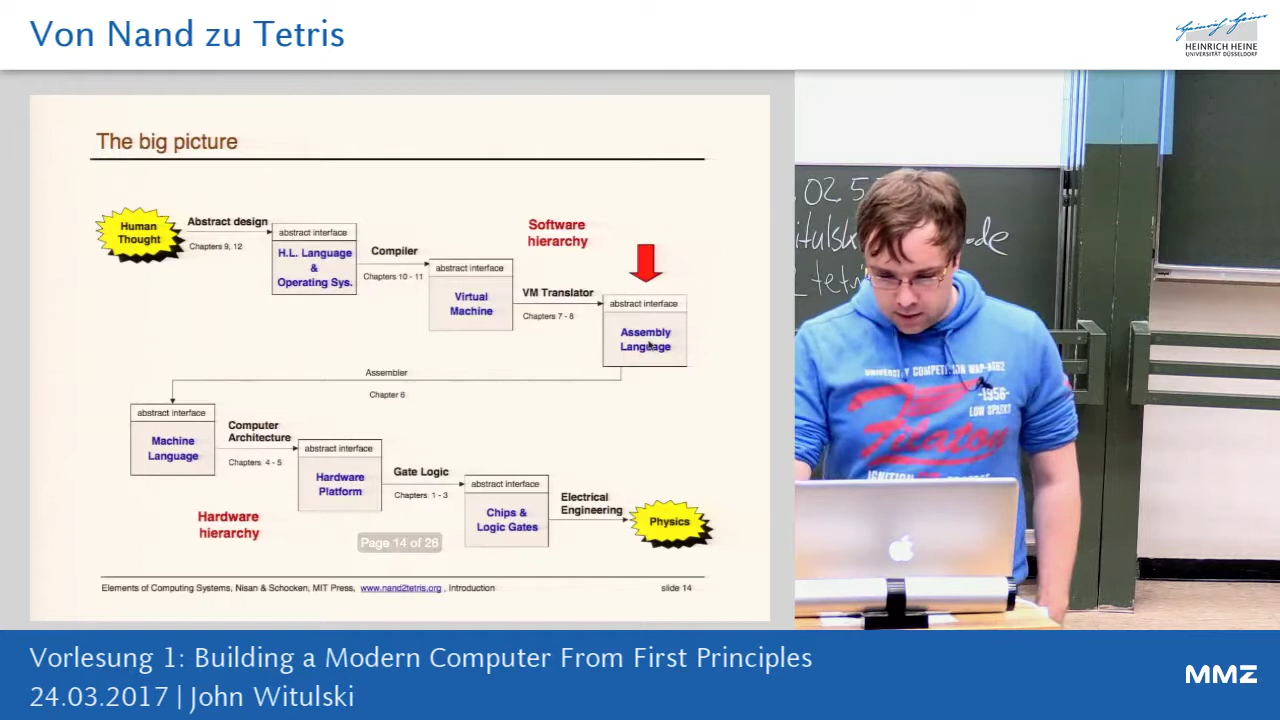 Von Nand zu Tetris
HEINRICH HEINE
UNIVERSITÄT DÜSSELDORF
The big picture
Human
Thought
Abstract design
Chapters 9, 12
abstract interface
H.L. Language
&
Operating Sys.
Compiler
Chapters 10 - 11
abstract interface
Virtual
Machine
Software
hierarchy
VM Translator
Chapters 7 - 8
abstract interface
Assembly
Language
Assembler
Chapter 6
abstract interface
Machine
Language
Computer
Architecture
Chapters 4 - 5
abstract interface
Hardware
Platform
Gate Logic
Chapters 1 - 3
abstract interface
Chips &
Logic Gates
Electrical
Engineering
Physics
Hardware
hierarchy
Page 14 of 26
Elements of Computing Systems, Nisan & Schocken, MIT Press, www.nand2tetris.org , Introduction
slide 14
.02.5
-1956-
LOW SPARKS
Vorlesung 1: Building a Modern Computer From First Principles
24.03.2017 | John Witulski
MMZ